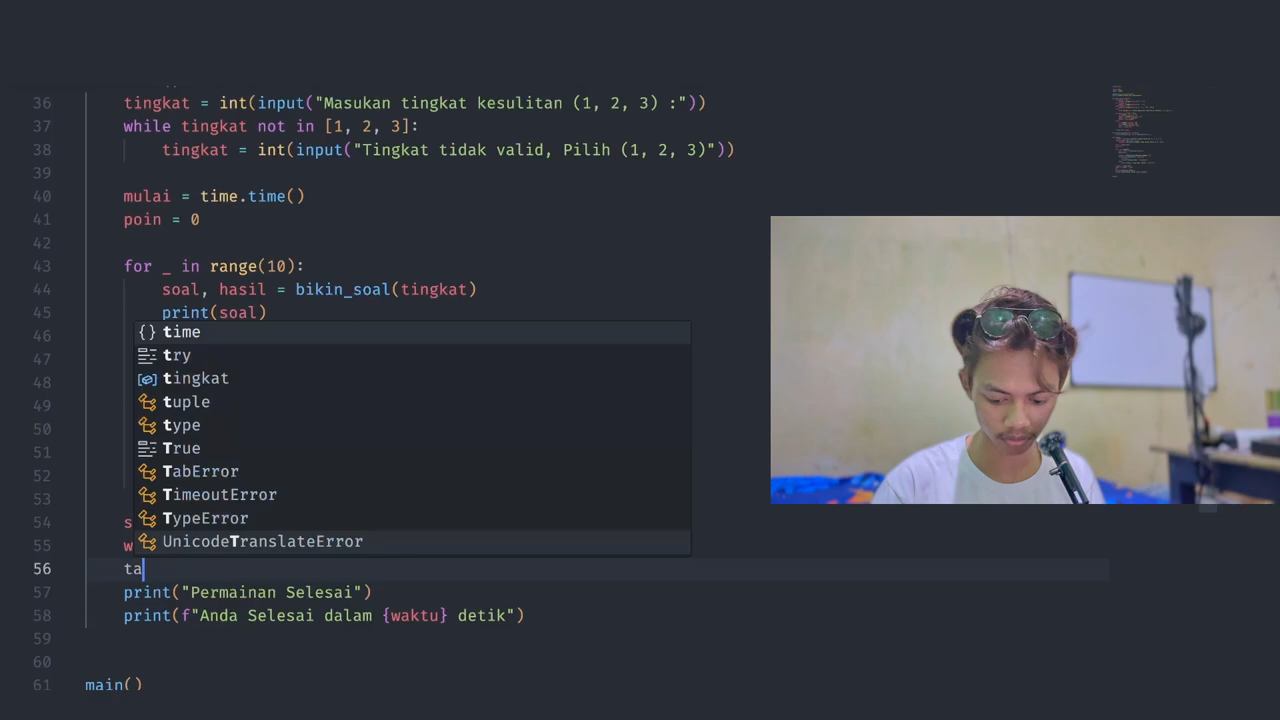 36 tingkat = int(input("Masukan tingkat kesulitan (1, 2, 3) :"))
37 while tingkat not in [1, 2, 3]:
38 tingkat = int(input("Tingkat tidak valid, Pilih (1, 2, 3)"))
39
40 mulai = time.time()
41 poin = 0
42
43 for _ in range(10):
44 soal, hasil = bikin_soal(tingkat)
45 print(soal)
46 time
47 try
48 tingkat
49 tuple
50 type
51 True
52 TabError
53 TimeoutError
TypeError
54 s
UnicodeTranslateError
55 w
56 ta
57 print("Permainan Selesai")
58 print(f"Anda Selesai dalam {waktu} detik")
59
60
61 main()